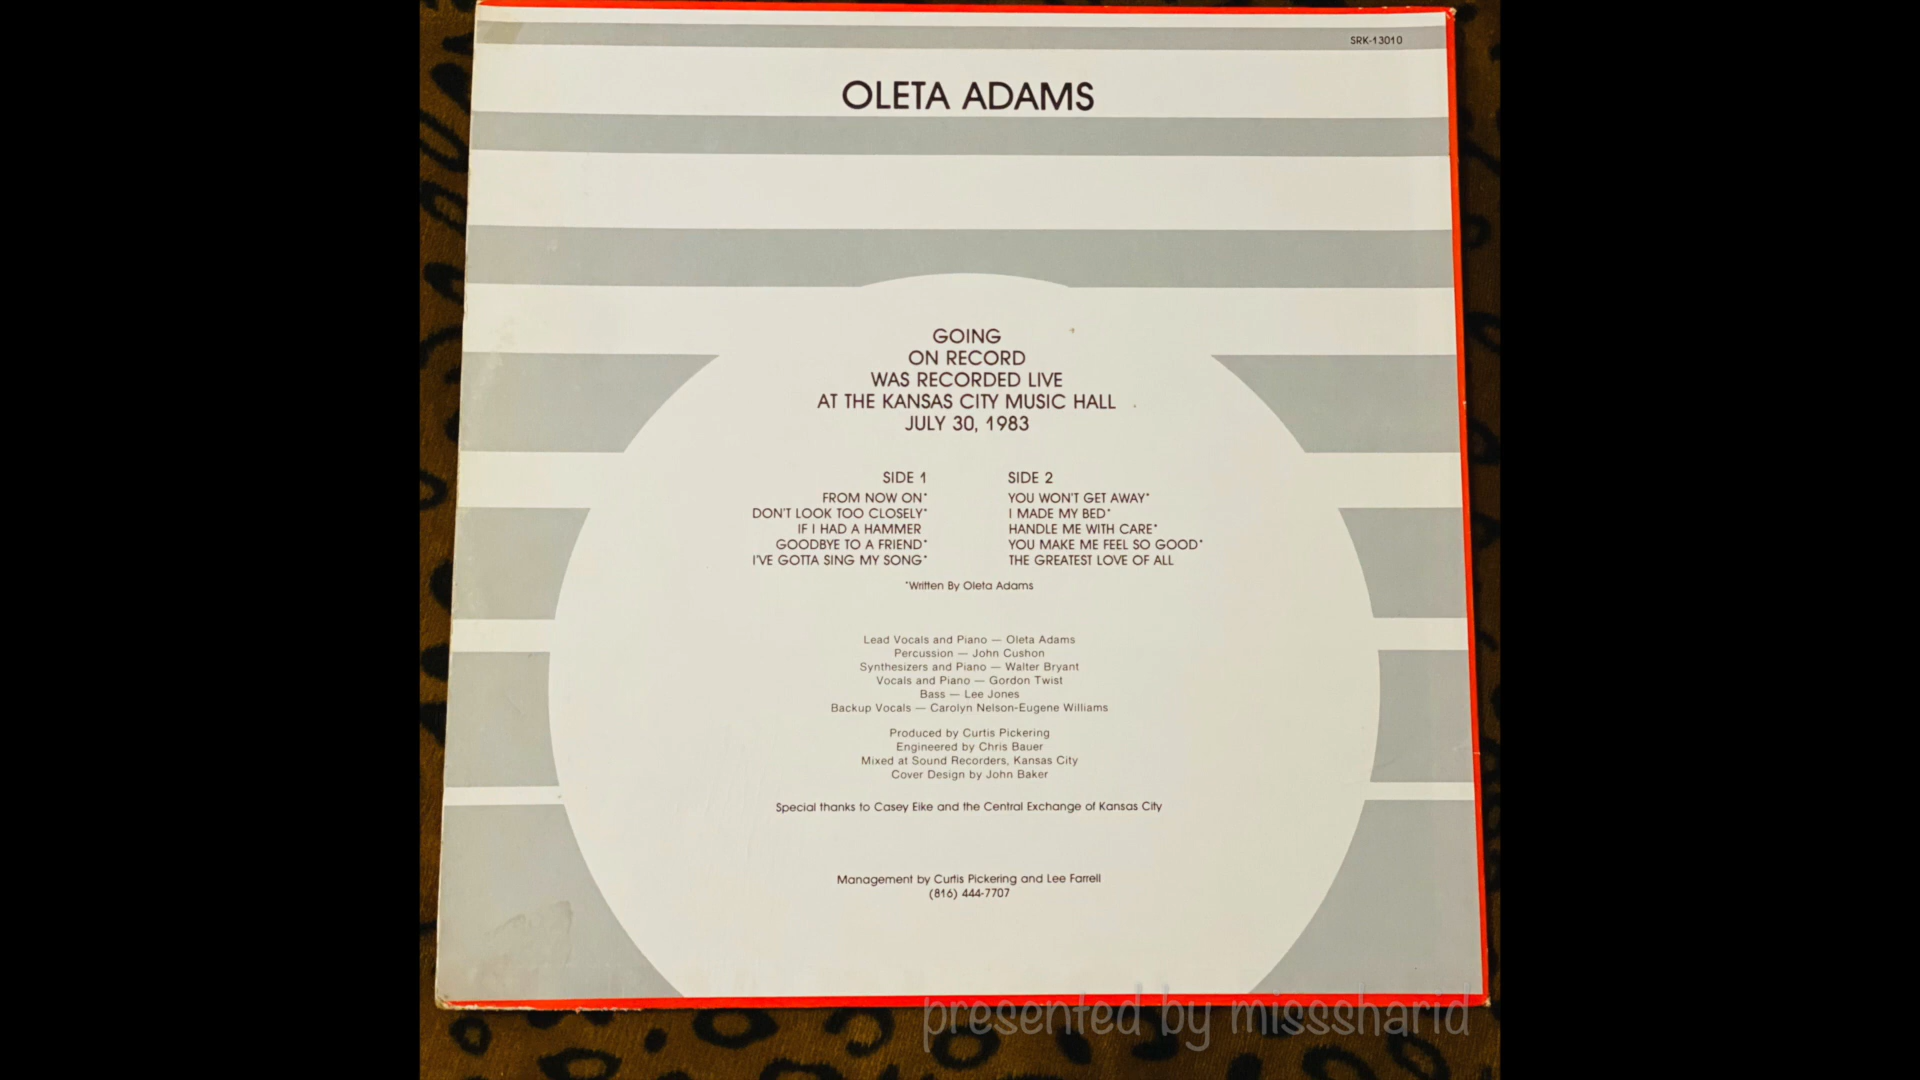 SRK-13010
OLETA ADAMS
GOING
ON RECORD
WAS RECORDED LIVE
AT THE KANSAS CITY MUSIC HALL
JULY 30, 1983
SIDE 1
FROM NOW ON*
DON'T LOOK TOO CLOSELY*
IF I HAD A HAMMER
GOODBYE TO A FRIEND*
I'VE GOTTA SING MY SONG*
SIDE 2
YOU WON'T GET AWAY*
I MADE MY BED*
HANDLE ME WITH CARE*
YOU MAKE ME FEEL SO GOOD*
THE GREATEST LOVE OF ALL
*Written By Oleta Adams
Lead Vocals and Piano — Oleta Adams
Percussion — John Cushon
Synthesizers and Piano — Walter Bryant
Vocals and Piano — Gordon Twist
Bass — Lee Jones
Backup Vocals — Carolyn Nelson-Eugene Williams
Produced by Curtis Pickering
Engineered by Chris Bauer
Mixed at Sound Recorders, Kansas City
Cover Design by John Baker
Special thanks to Casey Eike and the Central Exchange of Kansas City
Management by Curtis Pickering and Lee Farrell
(816) 444-7707
presented by misssharid